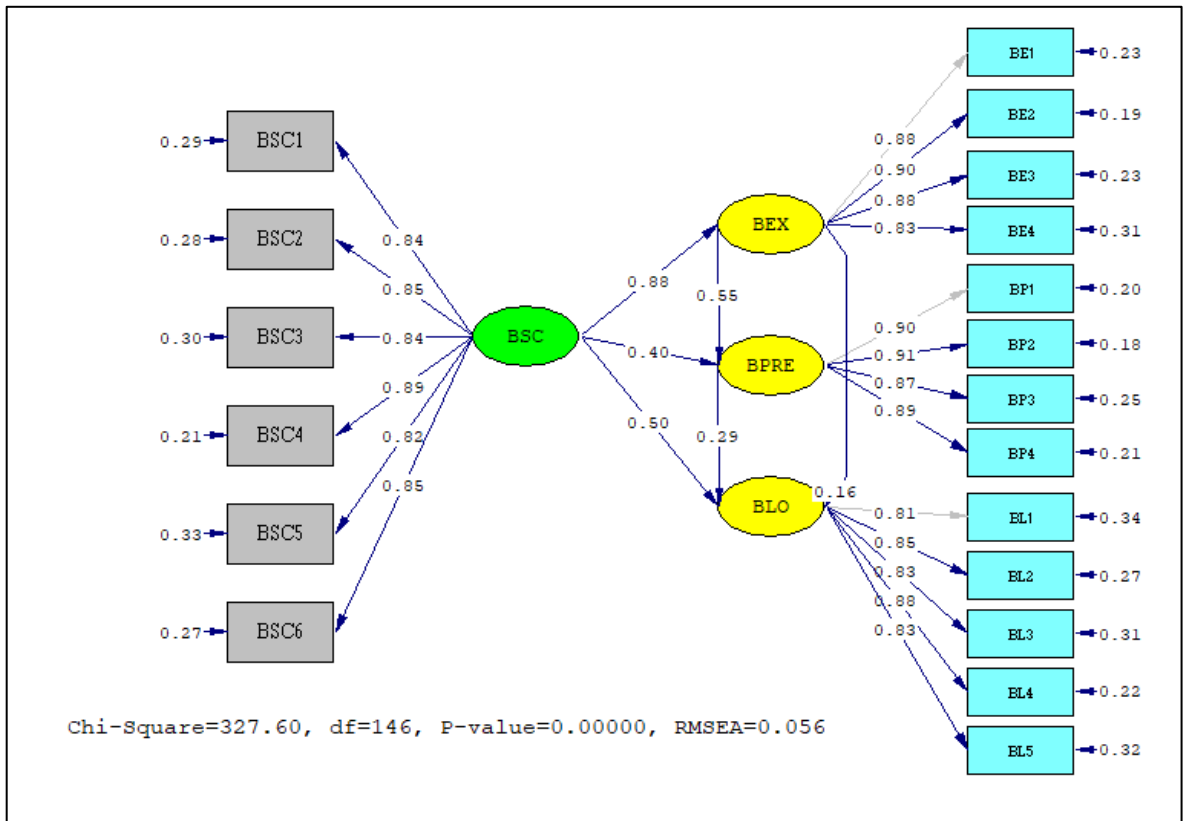 BE1
0.23
BE2
0.19
0.29
BSC1
0.88
0.90
BE3
0.23
0.88
BEX
0.83
BE4
0.31
0.28
BSC2
0.84
0.85
0.88
0.55
BP1
0.20
0.90
0.30
BSC3
0.84
BSC
0.40
BPRE
0.91
BP2
0.18
0.87
BP3
0.25
0.89
0.89
0.21
BSC4
0.82
0.50
0.29
BP4
0.21
0.85
0.16
BLO
0.81
BL1
0.34
0.33
BSC5
0.85
0.83
BL2
0.27
0.88
0.83
0.27
BSC6
BL3
0.31
BL4
0.22
Chi-Square=327.60, df=146, P-value=0.00000, RMSEA=0.056
BL5
0.32